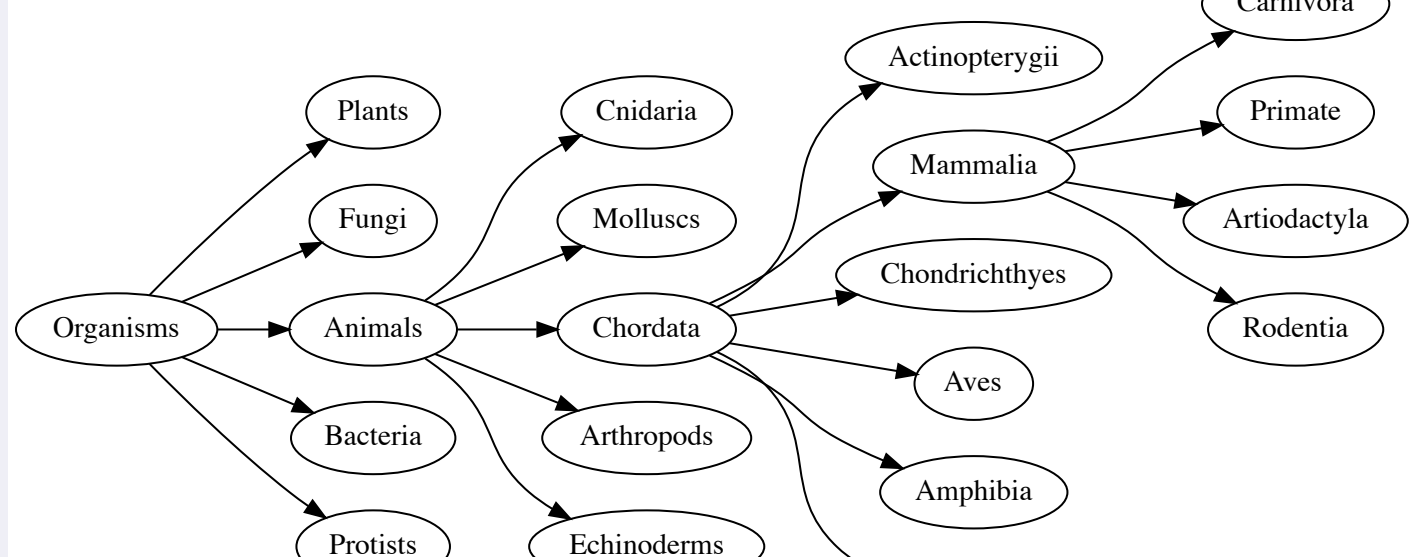 Organisms
Plants
Fungi
Animals
Bacteria
Protists
Cnidaria
Molluscs
Chordata
Arthropods
Echinoderms
Actinopterygii
Mammalia
Chondrichthyes
Aves
Amphibia
Carnivora
Primate
Artiodactyla
Rodentia